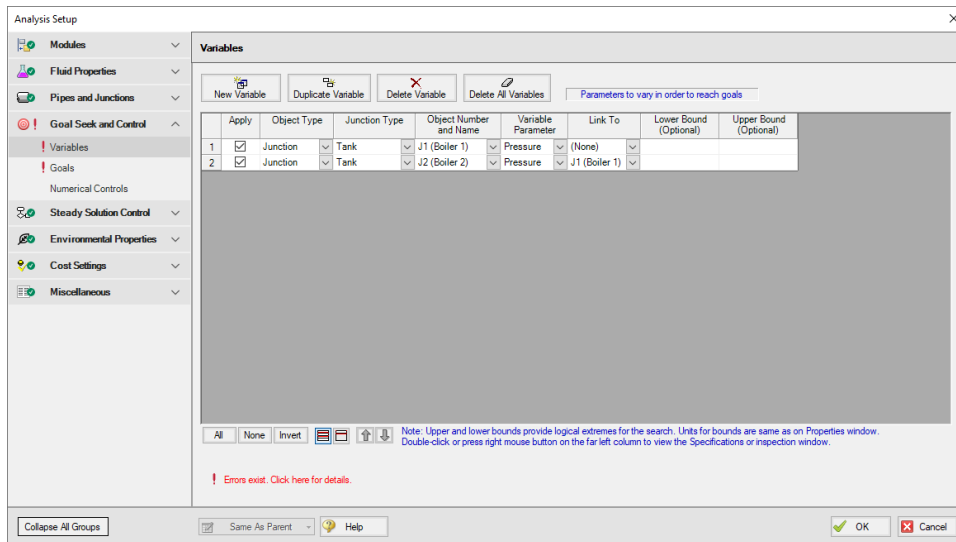 Analysis Setup
Modules
Fluid Properties
Pipes and Junctions
Goal Seek and Control
Variables
Goals
Numerical Controls
Steady Solution Control
Environmental Properties
Cost Settings
Miscellaneous
Variables
New Variable
Duplicate Variable
Delete Variable
Delete All Variables
Parameters to vary in order to reach goals
Apply Object Type Junction Type Object Number and Name Variable Parameter Link To Lower Bound (Optional) Upper Bound (Optional)
1 Junction Tank J1 (Boiler 1) Pressure (None)
2 Junction Tank J2 (Boiler 2) Pressure J1 (Boiler 1)
All None Invert
Note: Upper and lower bounds provide logical extremes for the search. Units for bounds are same as on Properties window.
Double-click or press right mouse button on the far left column to view the Specifications or inspection window.
! Errors exist. Click here for details.
Collapse All Groups
Same As Parent
Help
OK
Cancel